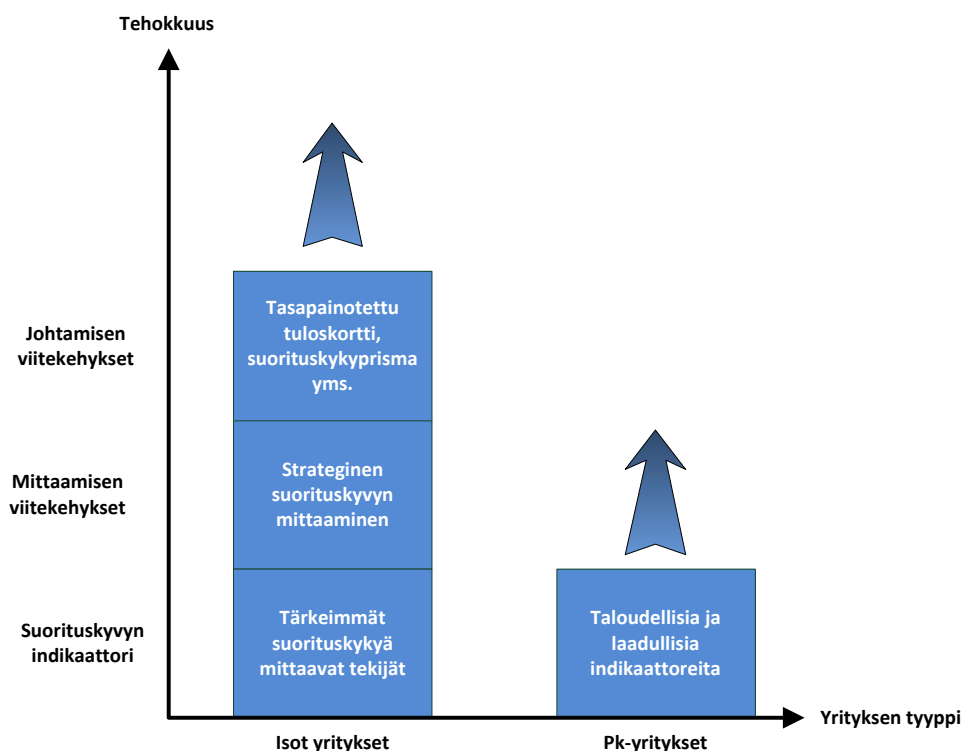 Tehokkuus
Johtamisen
viitekehykset
Tasapainotettu
tuloskortti,
suorituskykyprisma
yms.
Mittaamisen
viitekehykset
Strateginen
suorituskyvyn
mittaaminen
Suorituskyvyn
indikaattori
Tärkeimmät
suorituskykyä
mittaavat tekijät
Taloudellisia ja
laadullisia
indikaattoreita
Yrityksen tyyppi
Isot yritykset
Pk-yritykset